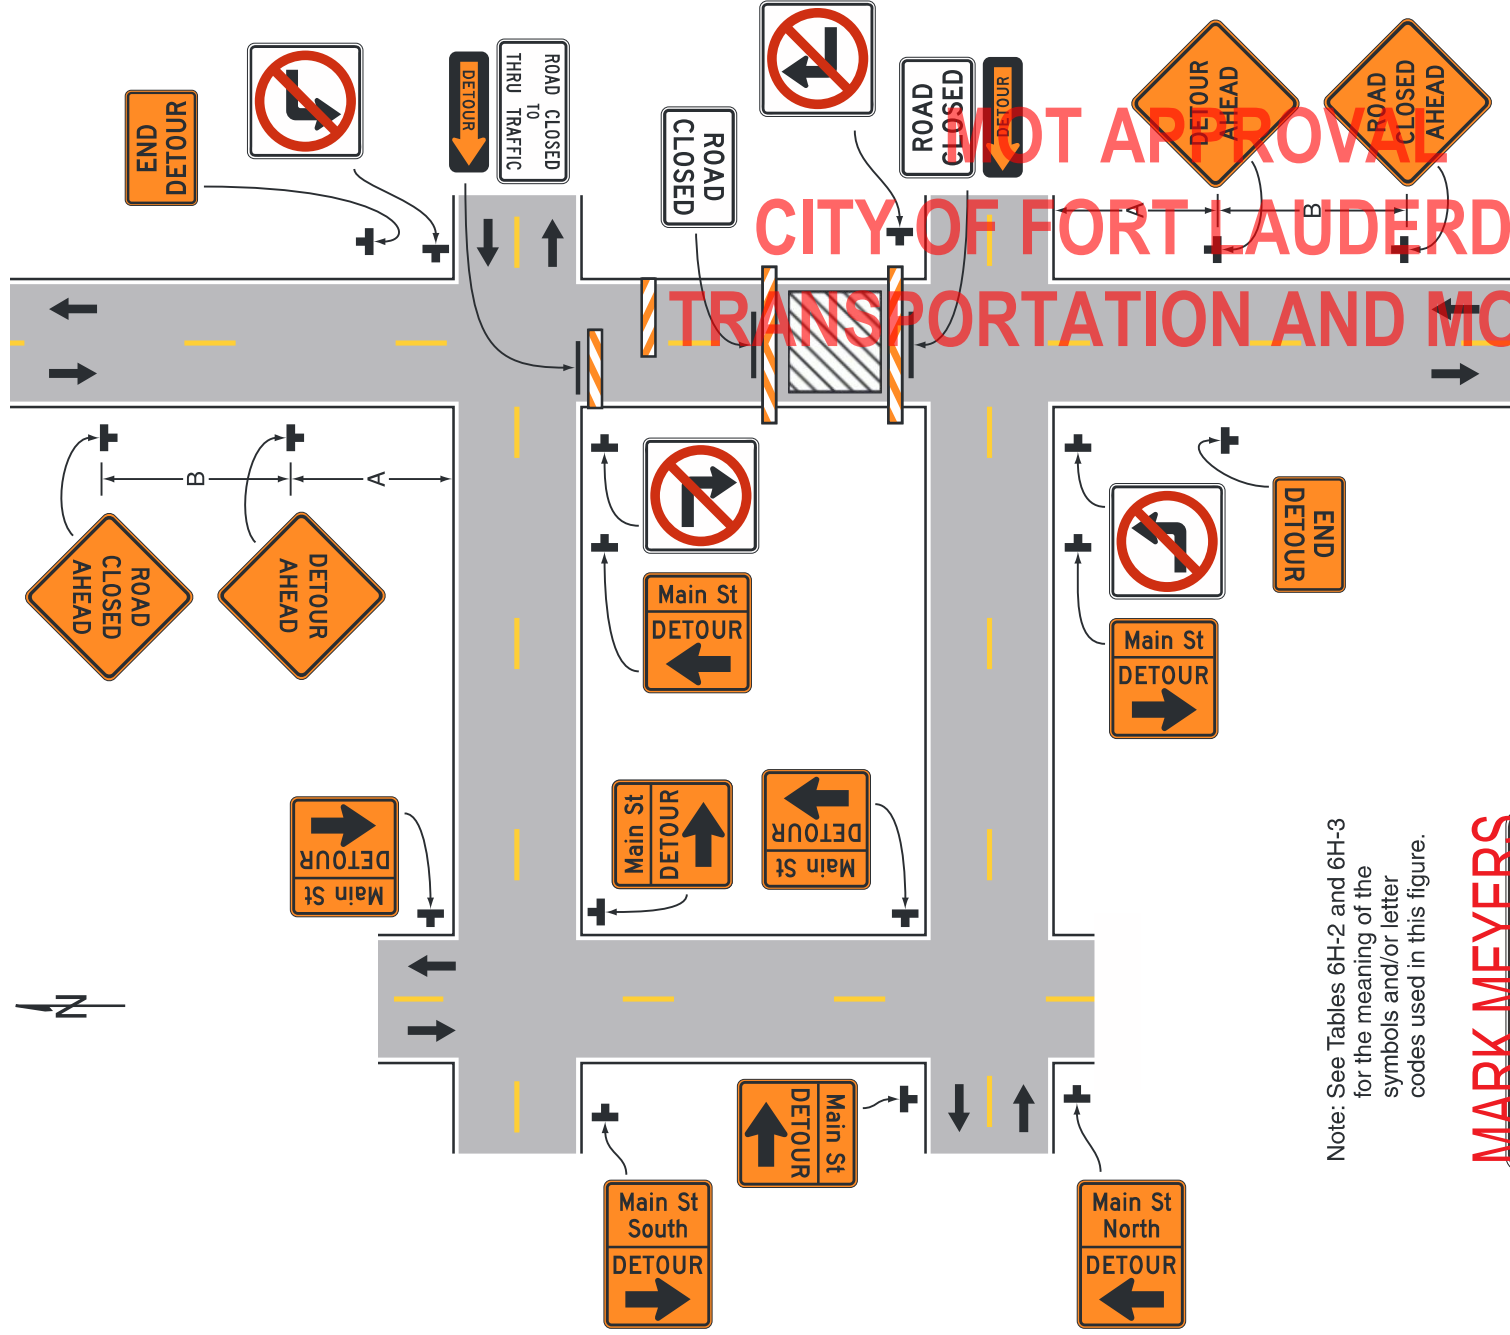 END
DETOUR
DETOUR
ROAD CLOSED
TO
THRU TRAFFIC
ROAD
CLOSED
ROAD
CLOSED
DETOUR
DETOUR
AHEAD
ROAD
CLOSED
AHEAD
MOT APPROVAL
CITY OF FORT LAUDERD
TRANSPORTATION AND MO
A
B
B
A
ROAD
CLOSED
AHEAD
DETOUR
AHEAD
Main St
DETOUR
END
DETOUR
Main St
DETOUR
Main St
DETOUR
Main St
DETOUR
Main St
DETOUR
N
Note: See Tables 6H-2 and 6H-3
for the meaning of the
symbols and/or letter
codes used in this figure.
MARK MEYERS
Main St
DETOUR
Main St
South
DETOUR
Main St
North
DETOUR